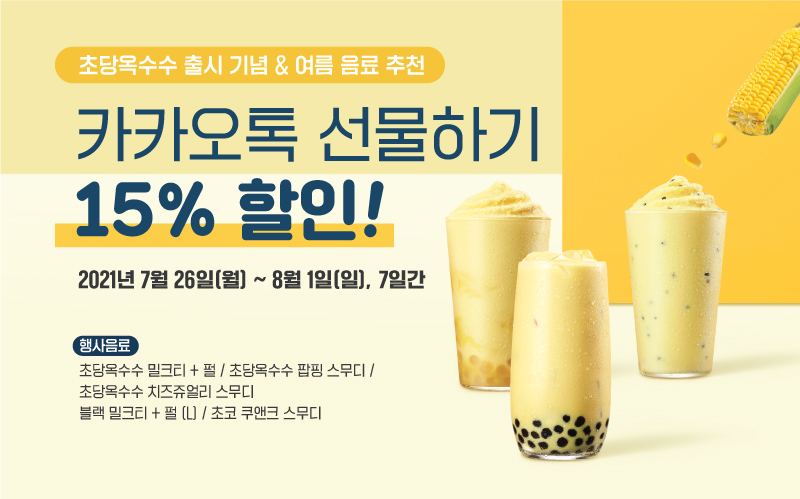 초당옥수수 출시 기념 & 여름 음료 추천
카카오톡 선물하기
15% 할인!
2021년 7월 26일(월) ~ 8월 1일(일), 7일간
행사음료
초당옥수수 밀크티 + 펄 / 초당옥수수 팝핑 스무디 /
초당옥수수 치즈쥬얼리 스무디
블랙 밀크티 + 펄 (L) / 초코 쿠앤크 스무디